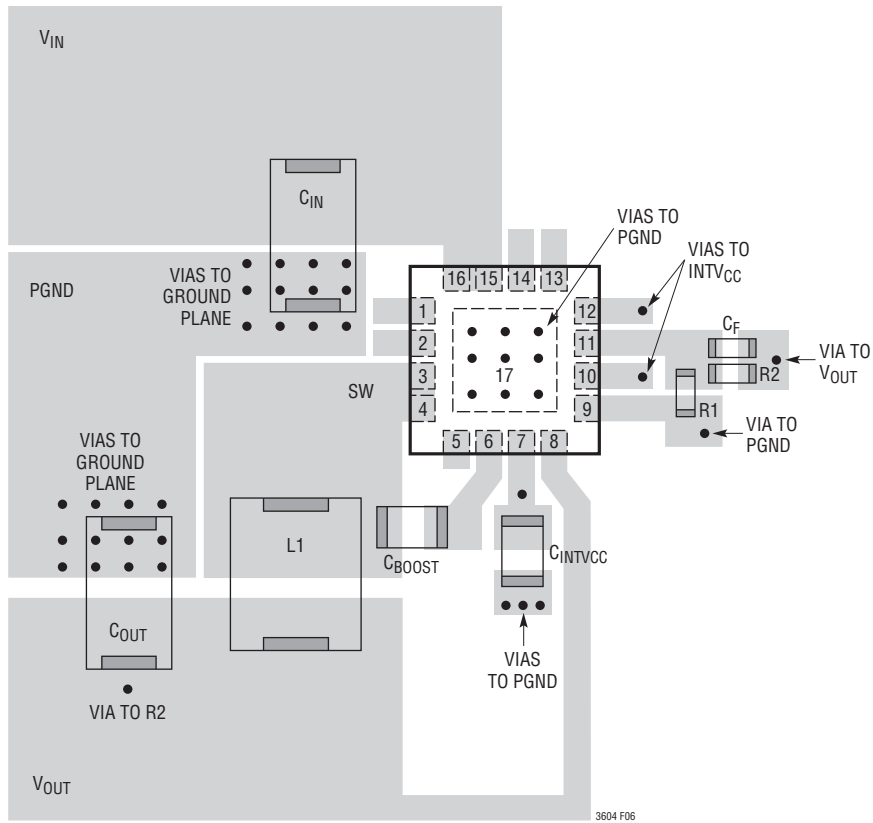 VIN
CIN
VIAS TO
PGND
VIAS TO
INTVCC
PGND
VIAS TO
GROUND
PLANE
16 15 14 13
1 12
2 11
3 10
4 9
17
5 6 7 8
SW
CF
R2
R1
VIA TO
VOUT
VIA TO
PGND
VIAS TO
GROUND
PLANE
L1
CBOOST
CINTVCC
COUT
VIAS
TO PGND
VIA TO R2
VOUT
3604 F06